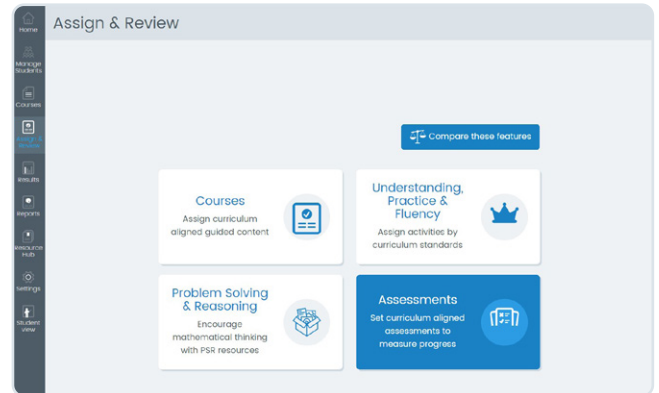 Assign & Review
Home
Manage
Students
Courses
Assign &
Review
Results
Reports
Resource
Hub
Settings
Student
view
Compare these features
Courses
Assign curriculum
aligned guided content
Understanding,
Practice &
Fluency
Assign activities by
curriculum standards
Problem Solving
& Reasoning
Encourage
mathematical thinking
with PSR resources
Assessments
Set curriculum aligned
assessments to
measure progress